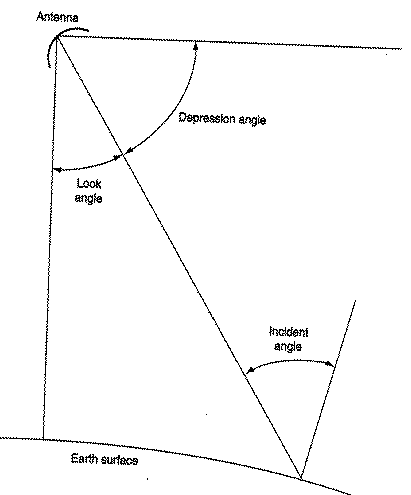 Antenna
Depression angle
Look
angle
Incident
angle
Earth surface